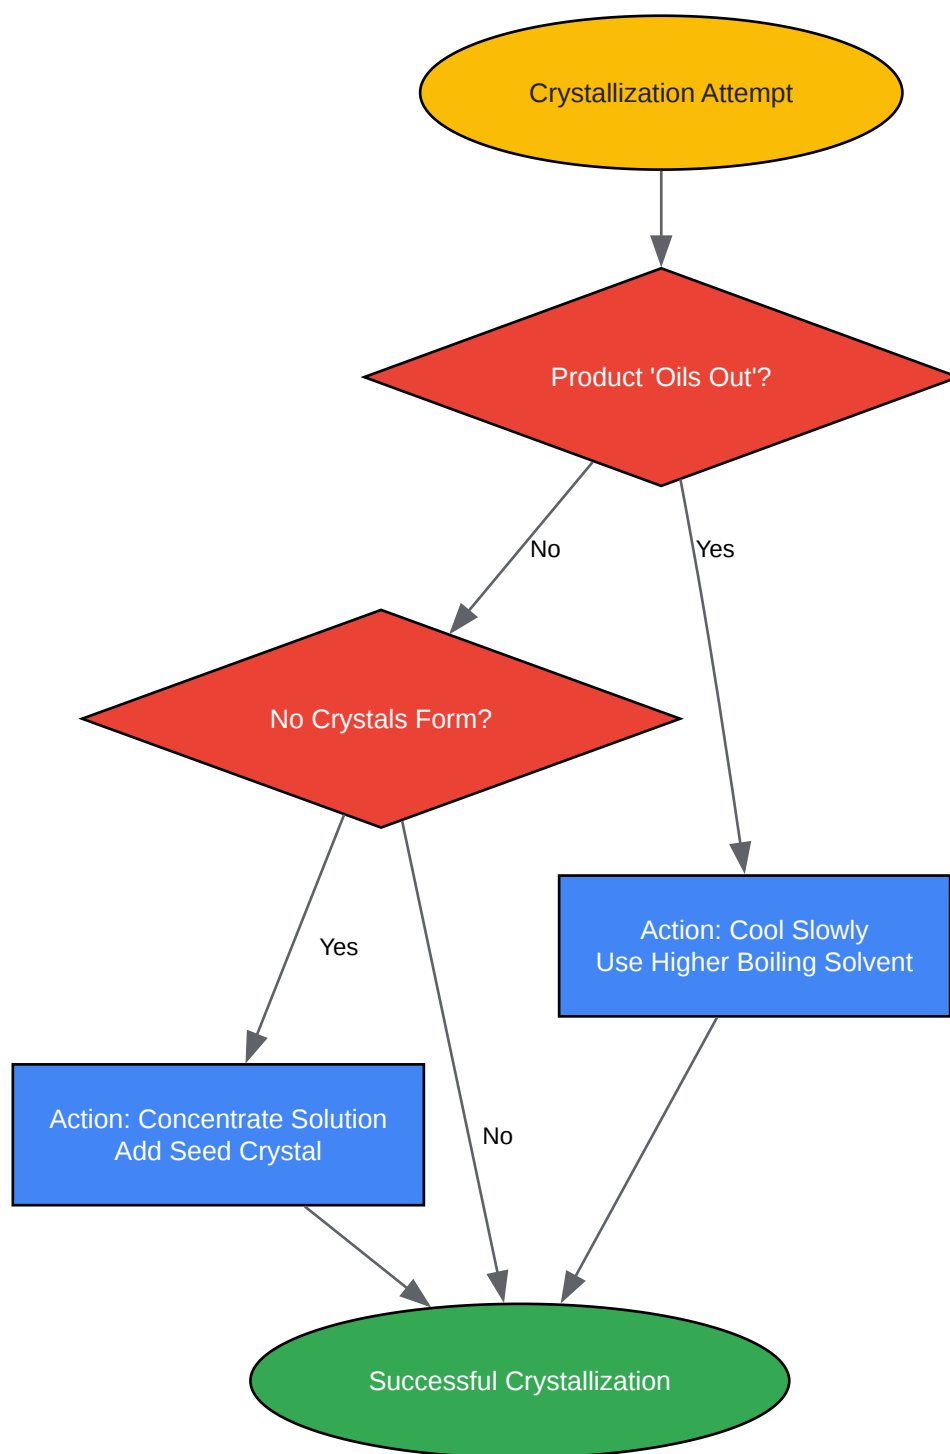 Crystallization Attempt
Product 'Oils Out'?
No
Yes
No Crystals Form?
Action: Cool Slowly
Use Higher Boiling Solvent
Yes
Action: Concentrate Solution
Add Seed Crystal
No
Successful Crystallization